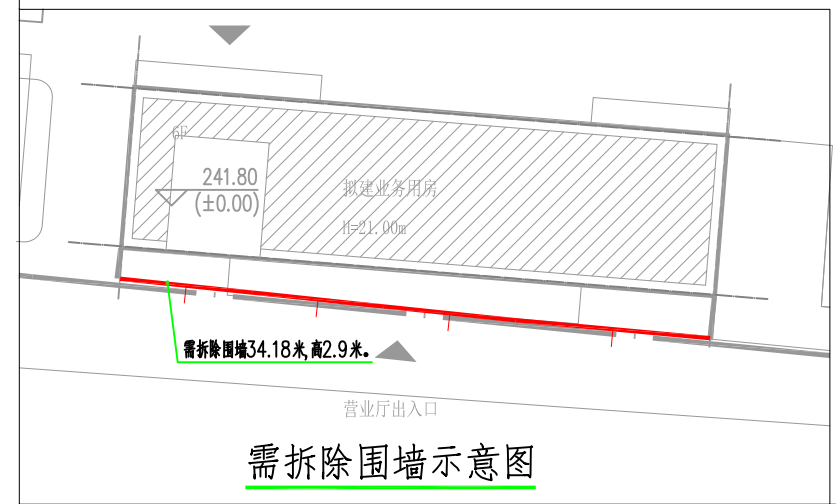 6F
241.80
(±0.00)
拟建业务用房
H=21.00m
需拆除围墙34.18米,高2.9米。
营业厅出入口
需拆除围墙示意图